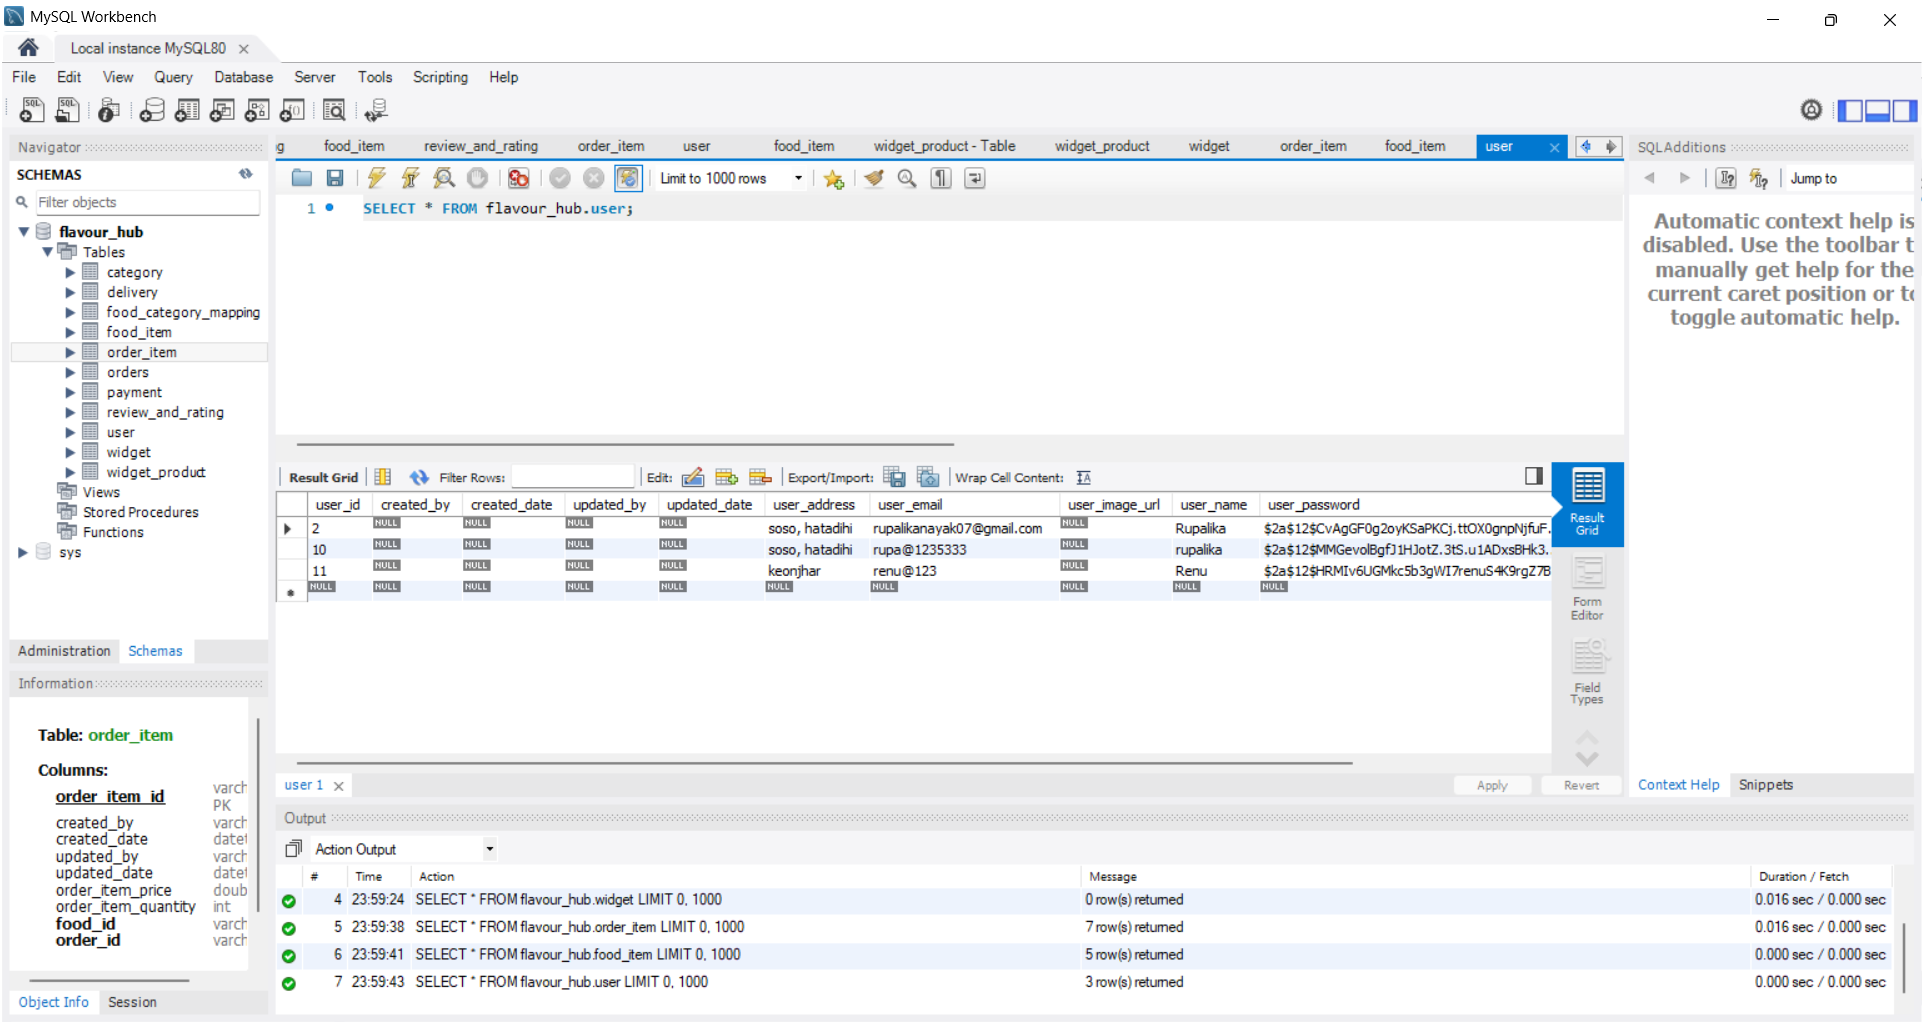 MySQL Workbench
Local instance MySQL80
File Edit View Query Database Server Tools Scripting Help
Navigator
SCHEMAS
Filter objects
flavour_hub
Tables
category
delivery
food_category_mapping
food_item
order_item
orders
payment
review_and_rating
user
widget
widget_product
Views
Stored Procedures
Functions
sys
Administration Schemas
Information
Table: order_item
Columns:
order_item_id varch
PK
created_by varch
created_date datet
updated_by varch
updated_date datet
order_item_price doub
order_item_quantity int
food_id varch
order_id varch
Object Info Session
g food_item review_and_rating order_item user food_item widget_product - Table widget_product widget order_item food_item user
Limit to 1000 rows
1 SELECT * FROM flavour_hub.user;
Result Grid Filter Rows: Edit: Export/Import: Wrap Cell Content:
user_id created_by created_date updated_by updated_date user_address user_email user_image_url user_name user_password
2 NULL NULL NULL NULL soso, hatadihi rupalikanayak07@gmail.com NULL Rupalika $2a$12$CvAgGF0g2oyKSaPKCj.ttOX0gnpNjfuF.
10 NULL NULL NULL NULL soso, hatadihi rupa@1235333 NULL rupalika $2a$12$MMGevolBgfJ1HJotZ.3tS.u1ADxsBHk3.
11 NULL NULL NULL NULL keonjhar renu@123 NULL Renu $2a$12$HRMIv6UGMkc5b3gWI7renuS4K9rgZ7B
NULL NULL NULL NULL NULL NULL NULL NULL NULL NULL
Result
Grid
Form
Editor
Field
Types
user 1
Apply Revert
SQLAdditions
Jump to
Automatic context help is
disabled. Use the toolbar t
manually get help for the
current caret position or to
toggle automatic help.
Context Help Snippets
Output
Action Output
# Time Action Message Duration / Fetch
4 23:59:24 SELECT * FROM flavour_hub.widget LIMIT 0, 1000 0 row(s) returned 0.016 sec / 0.000 sec
5 23:59:38 SELECT * FROM flavour_hub.order_item LIMIT 0, 1000 7 row(s) returned 0.016 sec / 0.000 sec
6 23:59:41 SELECT * FROM flavour_hub.food_item LIMIT 0, 1000 5 row(s) returned 0.000 sec / 0.000 sec
7 23:59:43 SELECT * FROM flavour_hub.user LIMIT 0, 1000 3 row(s) returned 0.000 sec / 0.000 sec